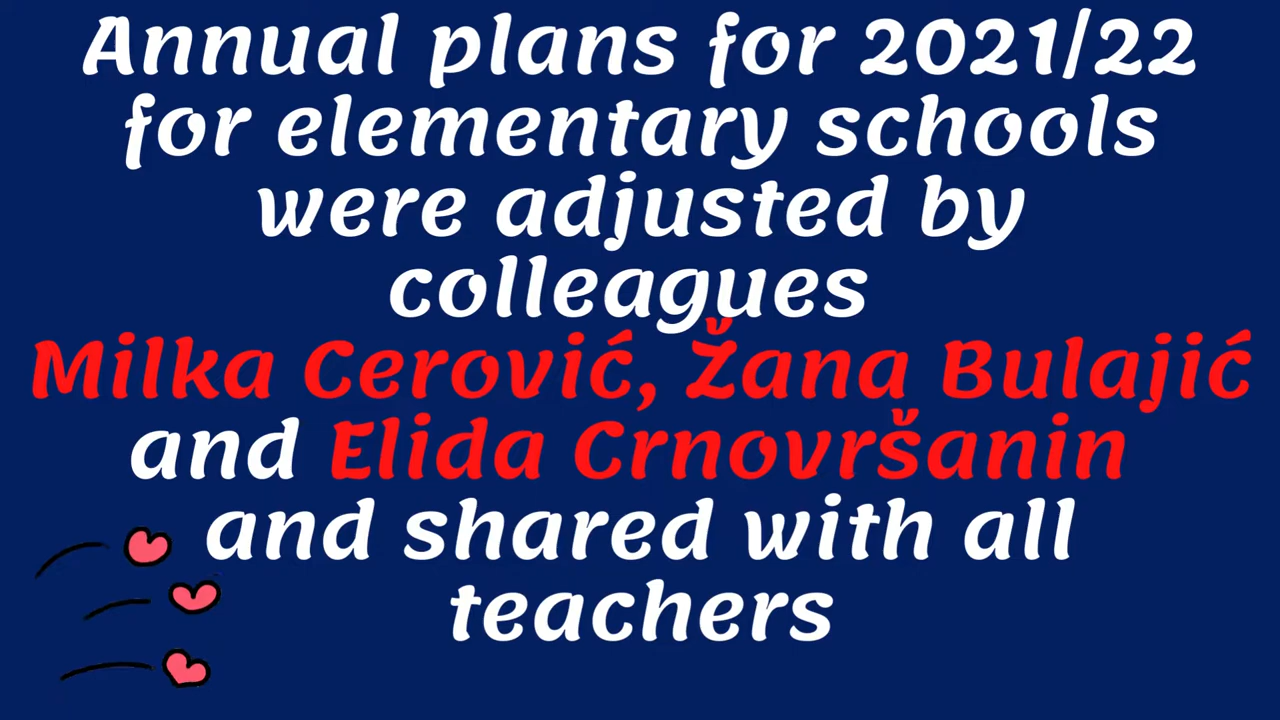 Annual plans for 2021/22
for elementary schools
were adjusted by
colleagues
Milka Cerović, Žana Bulajić
and Elida Crnovršanin
and shared with all
teachers